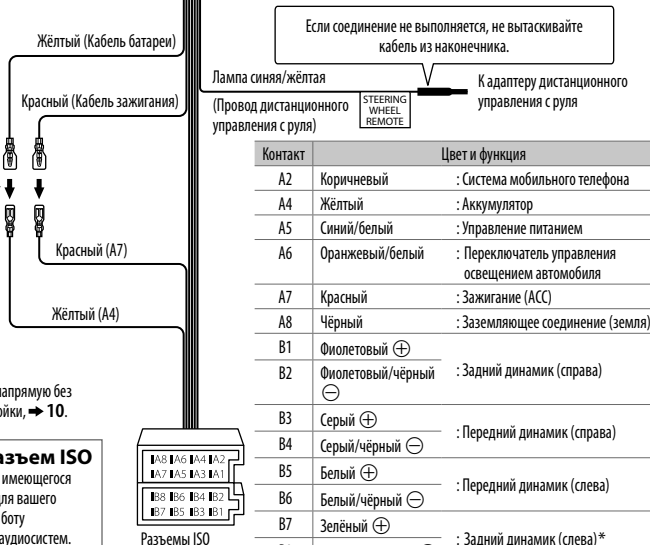 Если соединение не выполняется, не вытаскивайте
кабель из наконечника.
Жёлтый (Кабель батареи)
Лампа синяя/жёлтая
(Провод дистанционного
управления с руля)
STEERING
WHEEL
REMOTE
К адаптеру дистанционного
управления с руля
Красный (Кабель зажигания)
Красный (A7)
Жёлтый (A4)
Контакт Цвет и функция
A2 Коричневый : Система мобильного телефона
A4 Жёлтый : Аккумулятор
A5 Синий/белый : Управление питанием
A6 Оранжевый/белый : Переключатель управления
освещением автомобиля
A7 Красный : Зажигание (ACC)
A8 Чёрный : Заземляющее соединение (земля)
B1 Фиолетовый ⊕
B2 Фиолетовый/чёрный ⊖
: Задний динамик (справа)
B3 Серый ⊕
B4 Серый/чёрный ⊖
: Передний динамик (справа)
B5 Белый ⊕
B6 Белый/чёрный ⊖
: Передний динамик (слева)
B7 Зелёный ⊕
: Задний динамик (слева)*
напрямую без
ойки, ➡ 10.
азъем ISO
имеющегося
для вашего
боту
аудиосистем.
A8 A6 A4 A2
A7 A5 A3 A1
B8 B6 B4 B2
B7 B5 B3 B1
Разъемы ISO